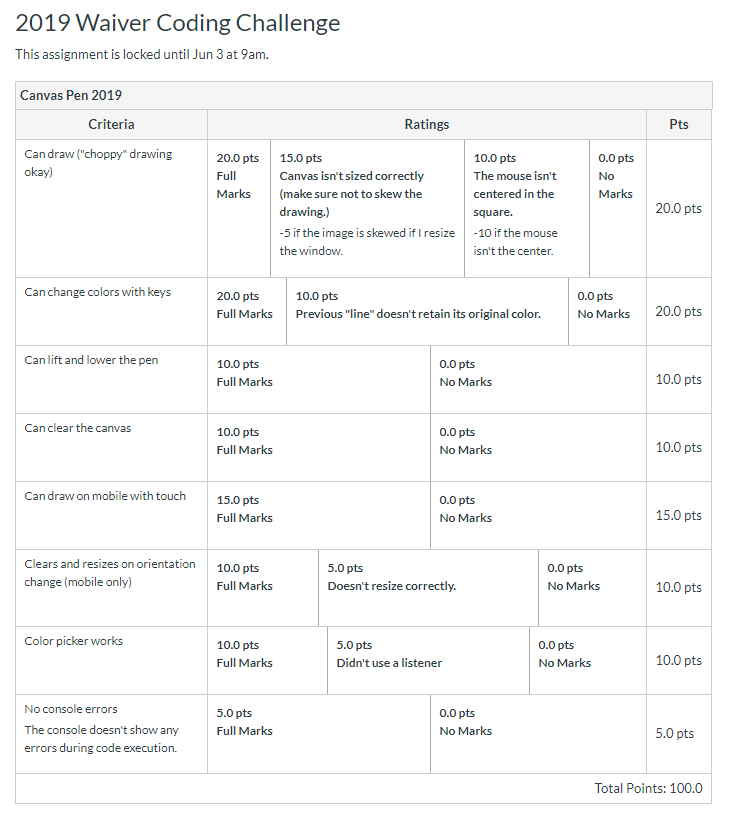 2019 Waiver Coding Challenge
This assignment is locked until Jun 3 at 9am.
Canvas Pen 2019
Criteria
Ratings
Pts
Can draw ("choppy" drawing
okay)
20.0 pts
Full
Marks
15.0 pts
Canvas isn't sized correctly
(make sure not to skew the
drawing.)
-5 if the image is skewed if I resize
the window.
10.0 pts
The mouse isn't
centered in the
square.
-10 if the mouse
isn't the center.
0.0 pts
No
Marks
20.0 pts
Can change colors with keys
20.0 pts
Full Marks
10.0 pts
Previous "line" doesn't retain its original color.
0.0 pts
No Marks
20.0 pts
Can lift and lower the pen
10.0 pts
Full Marks
0.0 pts
No Marks
10.0 pts
Can clear the canvas
10.0 pts
Full Marks
0.0 pts
No Marks
10.0 pts
Can draw on mobile with touch
15.0 pts
Full Marks
0.0 pts
No Marks
15.0 pts
Clears and resizes on orientation
change (mobile only)
10.0 pts
Full Marks
5.0 pts
Doesn't resize correctly.
0.0 pts
No Marks
10.0 pts
Color picker works
10.0 pts
Full Marks
5.0 pts
Didn't use a listener
0.0 pts
No Marks
10.0 pts
No console errors
The console doesn't show any
errors during code execution.
5.0 pts
Full Marks
0.0 pts
No Marks
5.0 pts
Total Points: 100.0